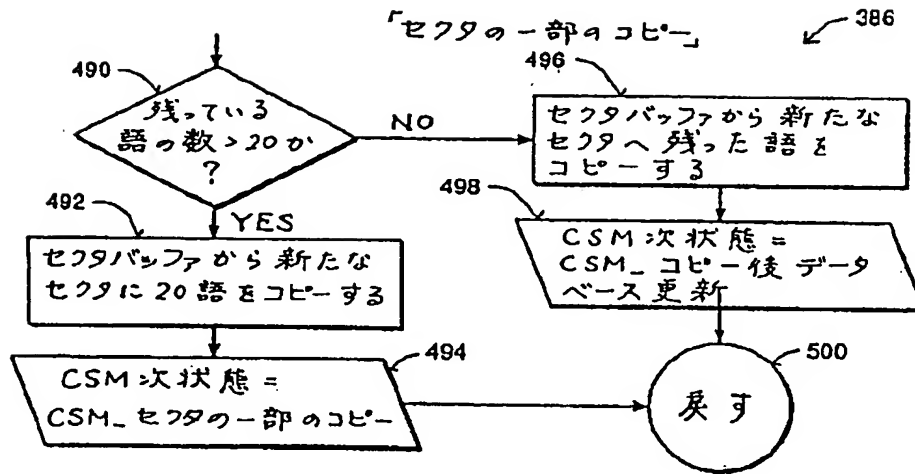 「セクタの一部のコピー」
386
490
残っている
語の数>20か
?
NO
YES
496
セクタバッファから新たな
セクタへ残った語を
コピーする
492
セクタバッファから新たな
セクタに20語をコピーする
498
CSM次状態=
CSM_コピー後データ
ベース更新
494
CSM次状態=
CSM_セクタの一部のコピー
500
戻す